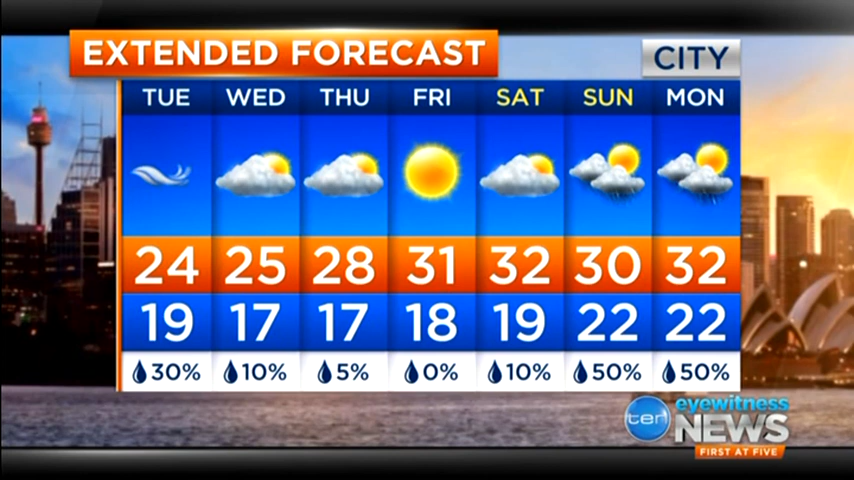 EXTENDED FORECAST
CITY
TUE WED THU FRI SAT SUN MON
24 25 28 31 32 30 32
19 17 17 18 19 22 22
30% 10% 5% 0% 10% 50% 50%
ten eyewitness
NEWS
FIRST AT FIVE